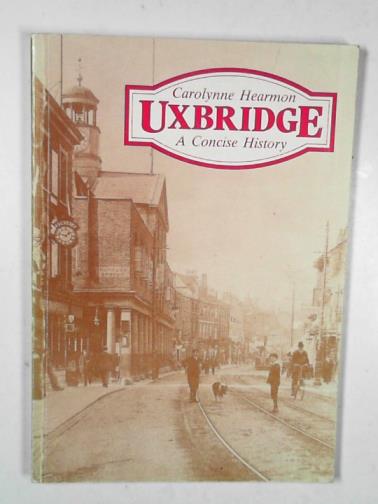 Carolynne Hearmon
UXBRIDGE
A Concise History